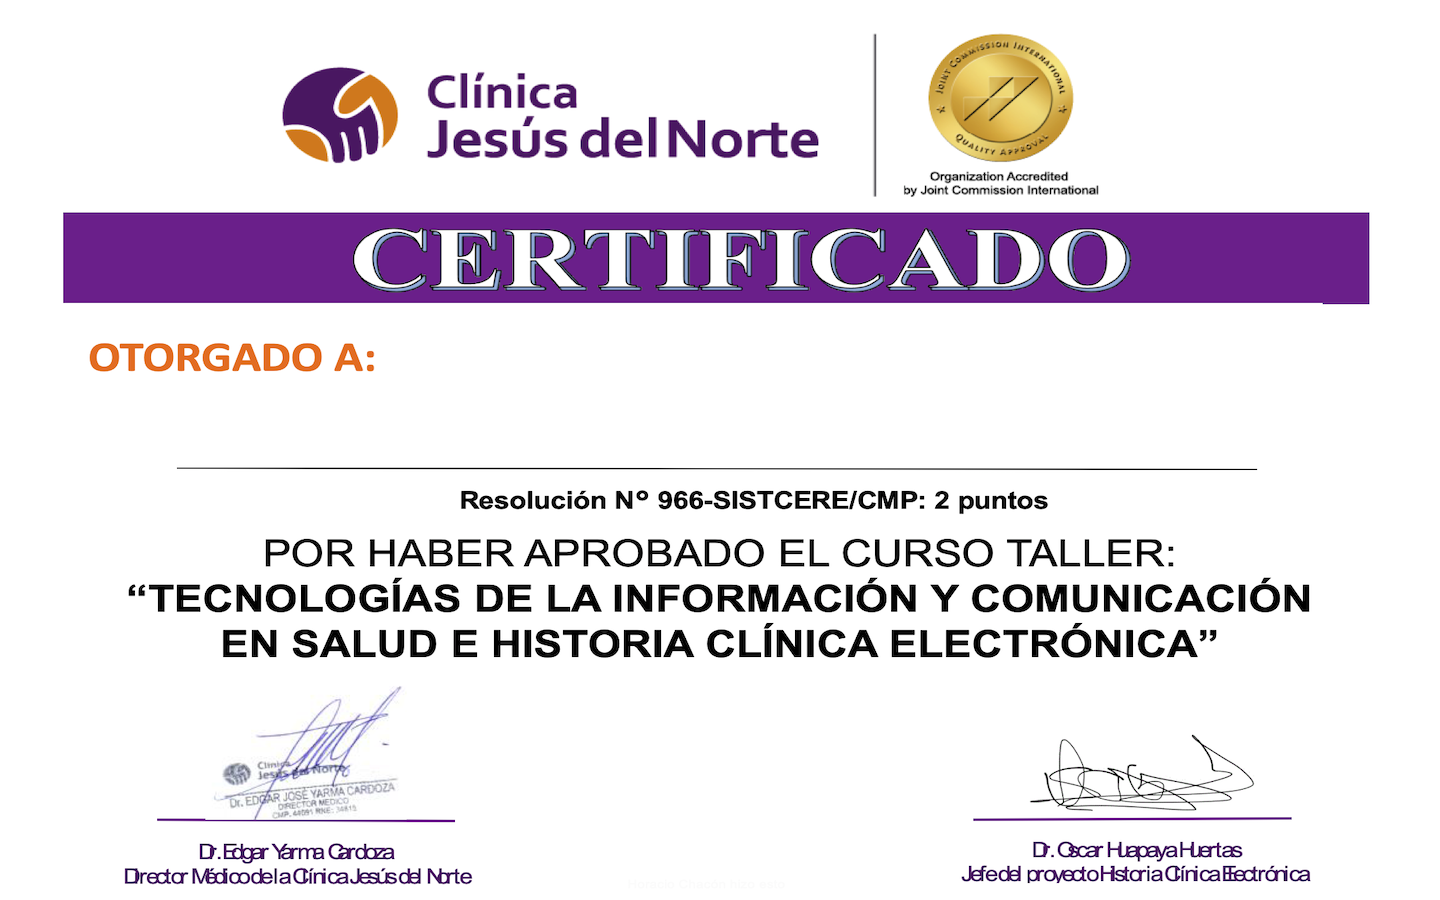 Clínica
Jesús del Norte
JOINT COMMISSION INTERNATIONAL
QUALITY APPROVAL
Organization Accredited
by Joint Commission International
CERTIFICADO
OTORGADO A:
Resolución N° 966-SISTCERE/CMP: 2 puntos
POR HABER APROBADO EL CURSO TALLER:
“TECNOLOGÍAS DE LA INFORMACIÓN Y COMUNICACIÓN
EN SALUD E HISTORIA CLÍNICA ELECTRÓNICA”
Clínica
Jesús del Norte
Dr. EDGAR JOSÉ YARMA CARDOZA
DIRECTOR MEDICO
CMP. 44091 RNE:
Dr. Edgar Yarma Cardoza
Director Médico de la Clínica Jesús del Norte
Dr. Oscar Huapaya Huertas
Jefe del proyecto Historia Clínica Electrónica